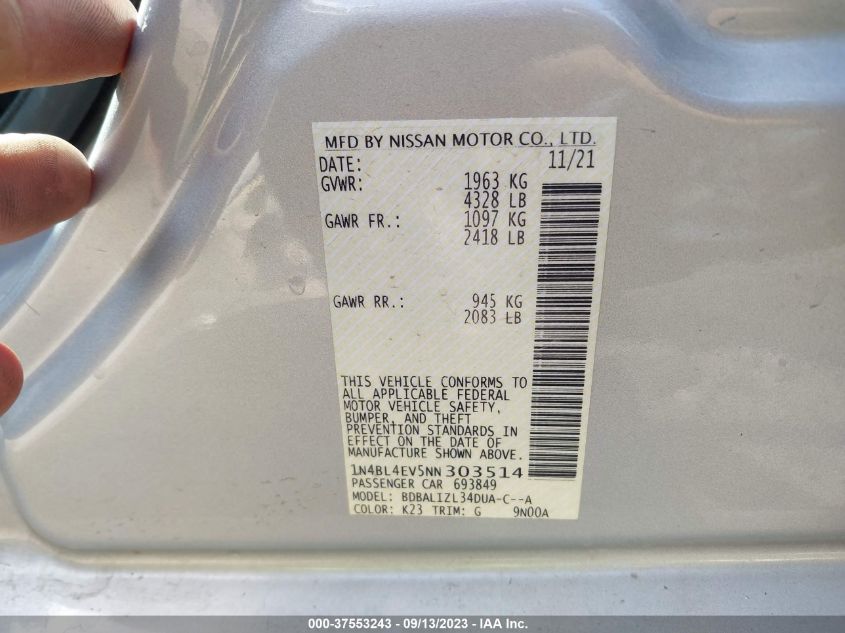 MFD BY NISSAN MOTOR CO., LTD.
DATE: 11/21
GVWR: 1963 KG
4328 LB
GAWR FR.: 1097 KG
2418 LB
GAWR RR.: 945 KG
2083 LB
THIS VEHICLE CONFORMS TO
ALL APPLICABLE FEDERAL
MOTOR VEHICLE SAFETY,
BUMPER, AND THEFT
PREVENTION STANDARDS IN
EFFECT ON THE DATE OF
MANUFACTURE SHOWN ABOVE.
1N4BL4EV5NN303514
PASSENGER CAR 693849
MODEL: BDBALIZL34DUA-C--A
COLOR: K23 TRIM: G 9N00A
000-37553243 / 09/13/2023 / IAA Inc.